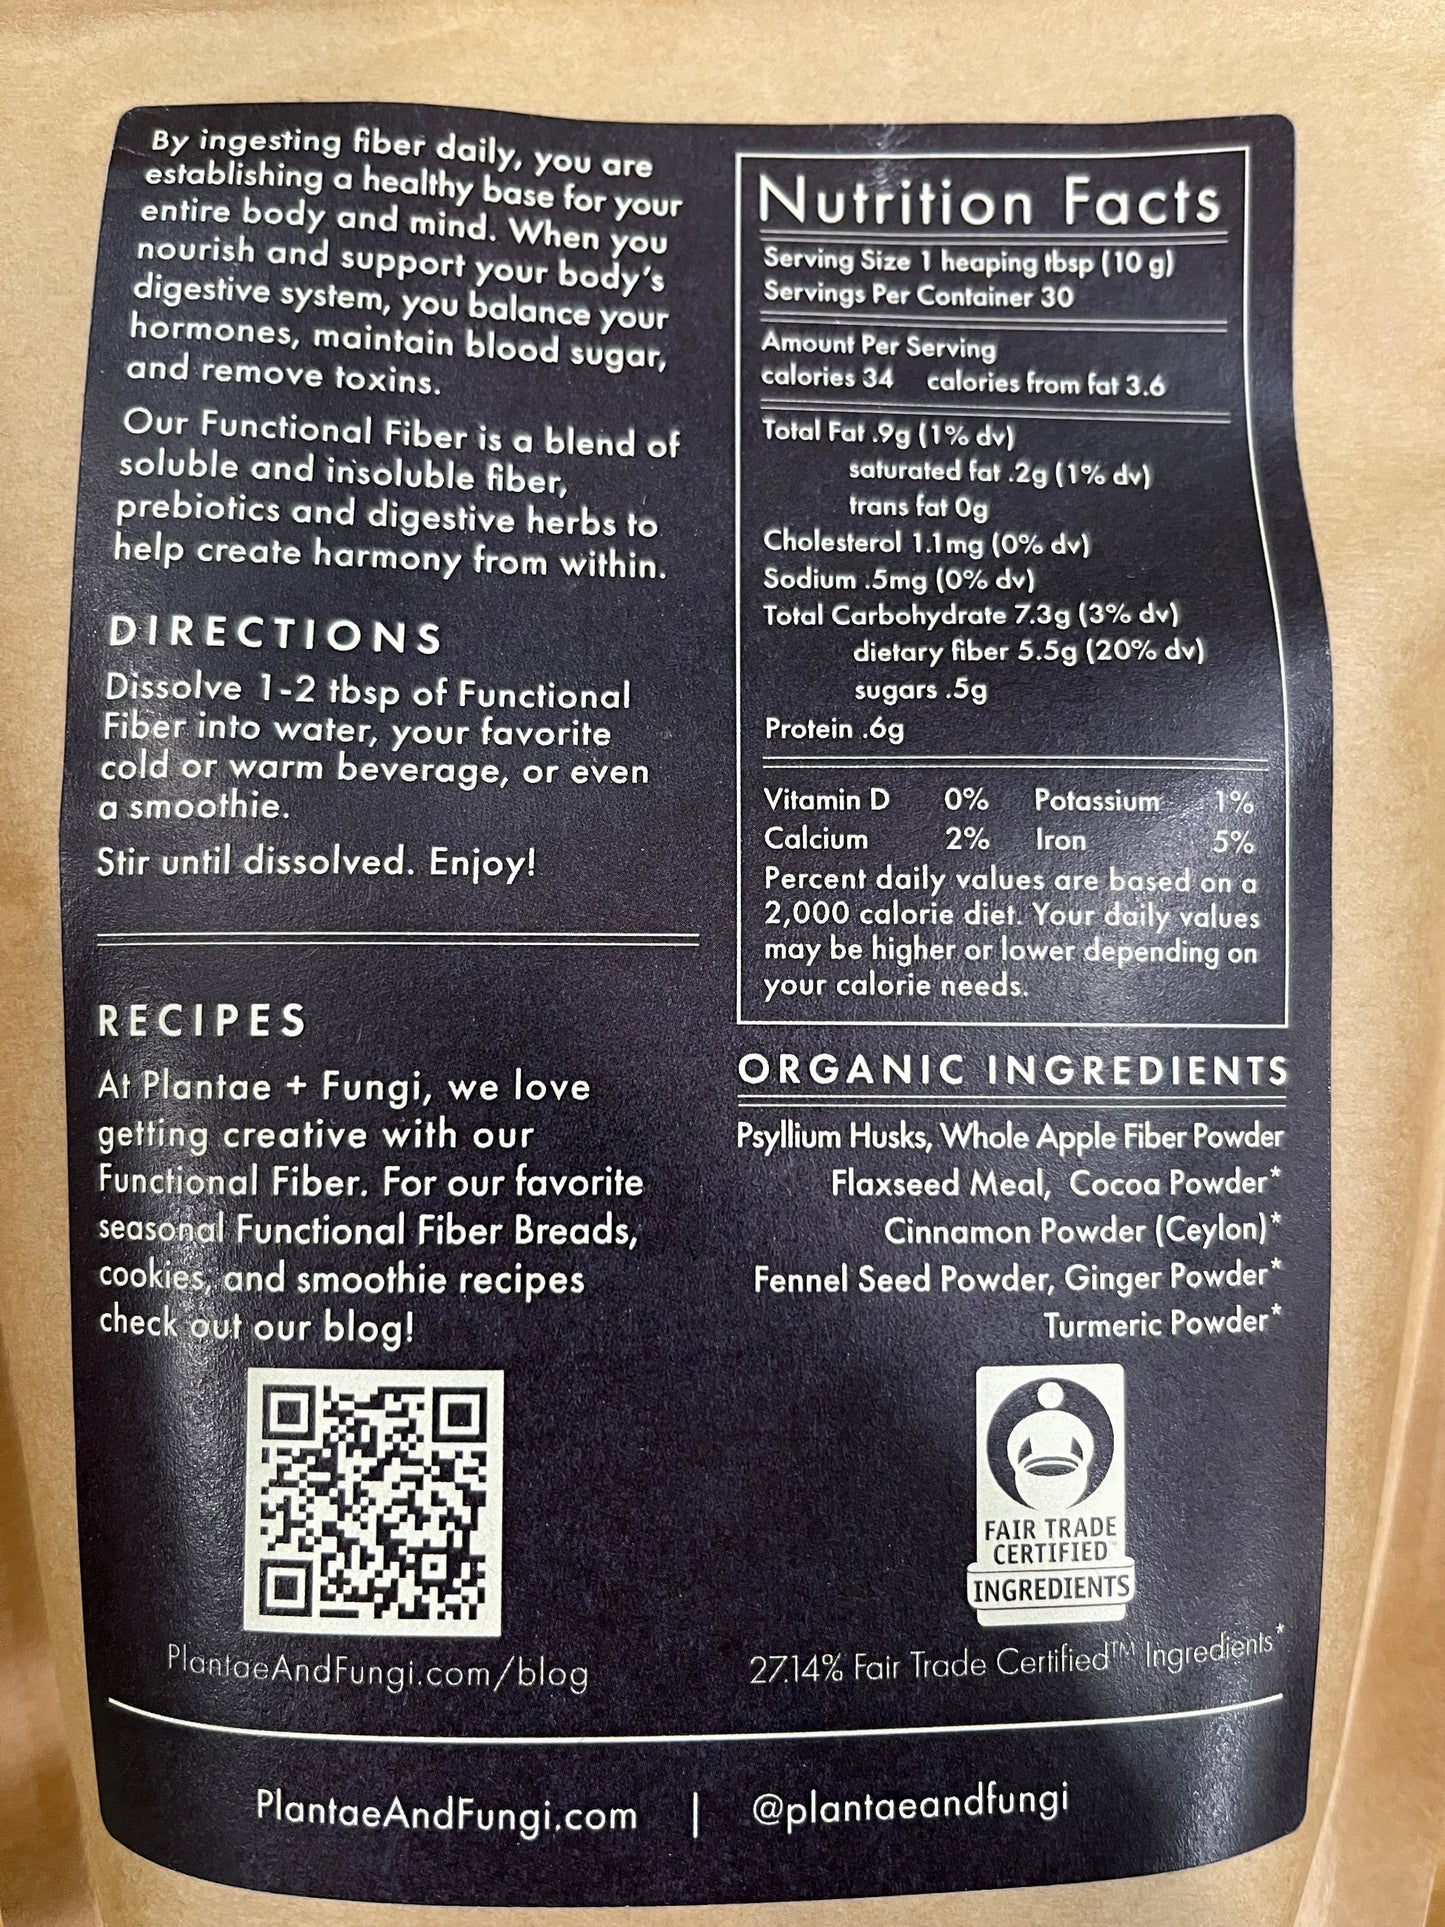 By ingesting fiber daily, you are
establishing a healthy base for your
entire body and mind. When you
nourish and support your body's
digestive system, you balance your
hormones, maintain blood sugar,
and remove toxins.
Our Functional Fiber is a blend of
soluble and insoluble fiber,
prebiotics and digestive herbs to
help create harmony from within.
DIRECTIONS
Dissolve 1-2 tbsp of Functional
Fiber into water, your favorite
cold or warm beverage, or even
a smoothie.
Stir until dissolved. Enjoy!
RECIPES
At Plantae + Fungi, we love
getting creative with our
Functional Fiber. For our favorite
seasonal Functional Fiber Breads,
cookies, and smoothie recipes
check out our blog!
PlantaeAndFungi.com/blog
Nutrition Facts
Serving Size 1 heaping tbsp (10 g)
Servings Per Container 30
Amount Per Serving
calories 34 calories from fat 3.6
Total Fat .9g (1% dv)
saturated fat .2g (1% dv)
trans fat 0g
Cholesterol 1.1mg (0% dv)
Sodium .5mg (0% dv)
Total Carbohydrate 7.3g (3% dv)
dietary fiber 5.5g (20% dv)
sugars .5g
Protein .6g
Vitamin D 0% Potassium 1%
Calcium 2% Iron 5%
Percent daily values are based on a
2,000 calorie diet. Your daily values
may be higher or lower depending on
your calorie needs.
ORGANIC INGREDIENTS
Psyllium Husks, Whole Apple Fiber Powder
Flaxseed Meal, Cocoa Powder*
Cinnamon Powder (Ceylon)*
Fennel Seed Powder, Ginger Powder*
Turmeric Powder*
FAIR TRADE
CERTIFIED™
INGREDIENTS
27.14% Fair Trade Certified™ Ingredients*
PlantaeAndFungi.com | @plantaeandfungi